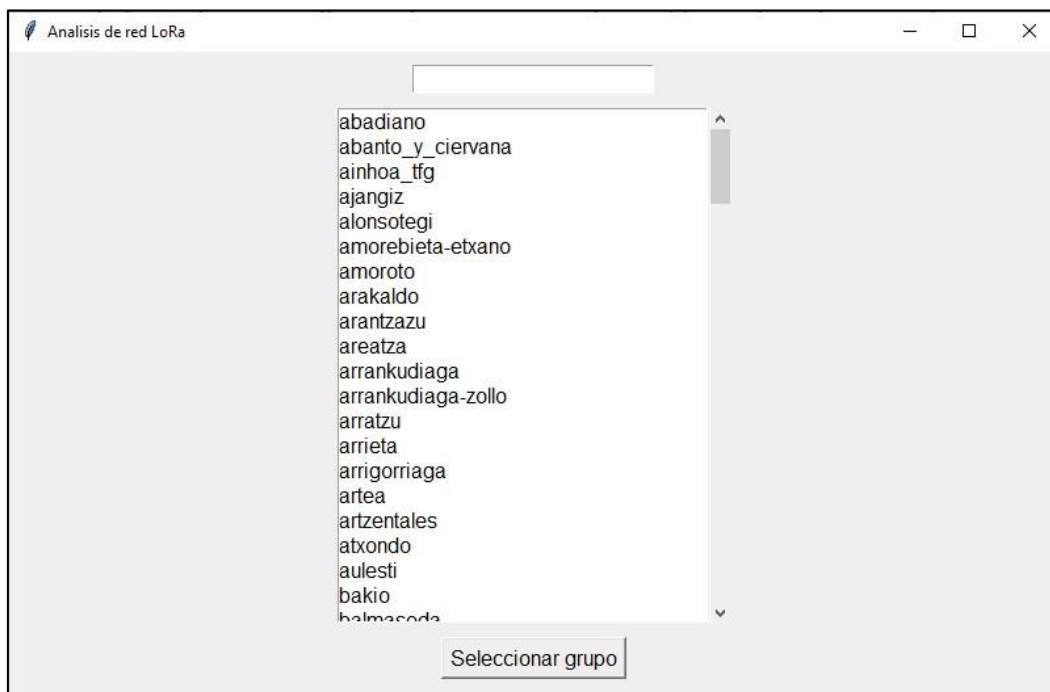 Analisis de red LoRa
abadiano
abanto_y_ciervana
ainhoa_tfg
ajangiz
alonsotegi
amorebieta-etxano
amoroto
arakaldo
arantzazu
areatza
arrankudiaga
arrankudiaga-zollo
arratzu
arrieta
arrigorriaga
artea
artzentales
atxondo
aulesti
bakio
balmaseda
Seleccionar grupo